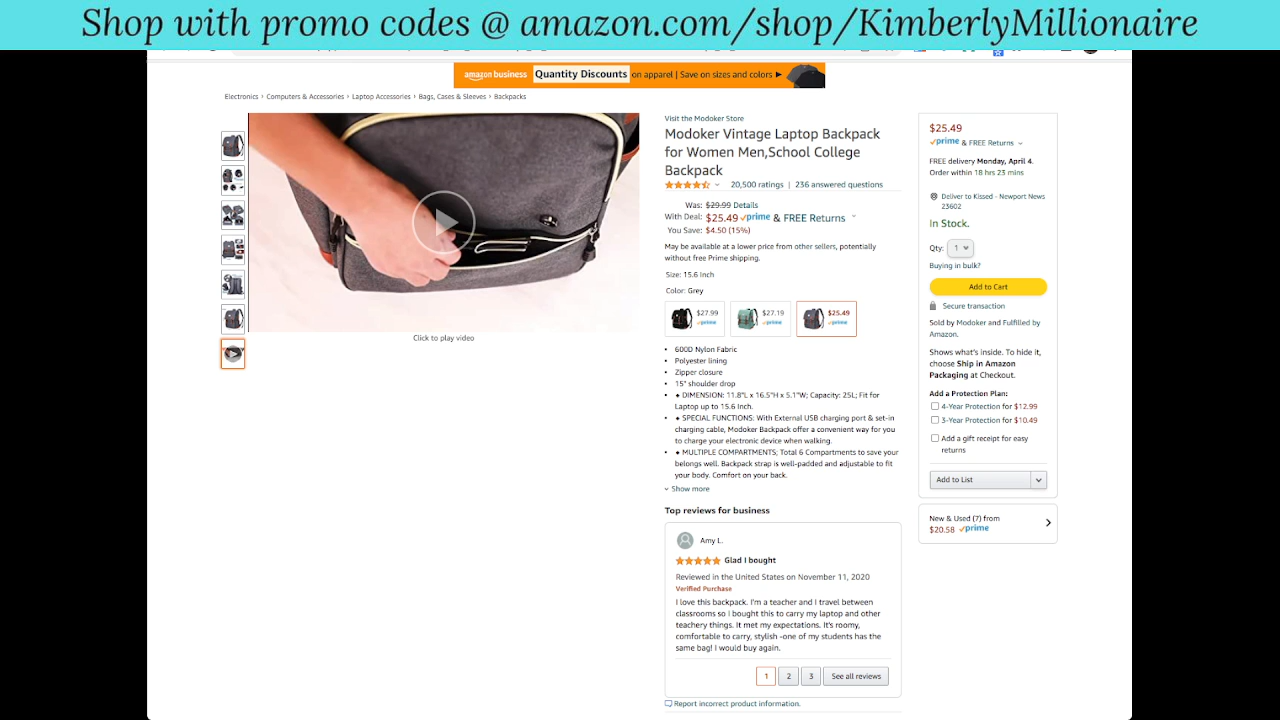 Shop with promo codes @ amazon.com/shop/KimberlyMillionaire
amazon business Quantity Discounts on apparel | Save on sizes and colors ►
Electronics › Computers & Accessories › Laptop Accessories › Bags, Cases & Sleeves › Backpacks
Click to play video
Visit the Modoker Store
Modoker Vintage Laptop Backpack
for Women Men,School College
Backpack
20,500 ratings | 236 answered questions
Was: $29.99 Details
With Deal: $25.49 prime & FREE Returns
You Save: $4.50 (15%)
May be available at a lower price from other sellers, potentially
without free Prime shipping.
Size: 15.6 Inch
Color: Grey
$27.99 prime
$27.19 prime
$25.49 prime
• 600D Nylon Fabric
• Polyester lining
• Zipper closure
• 15" shoulder drop
• ♦ DIMENSION: 11.8"L x 16.5"H x 5.1"W; Capacity: 25L; Fit for
Laptop up to 15.6 Inch.
• ♦ SPECIAL FUNCTIONS: With External USB charging port & set-in
charging cable, Modoker Backpack offer a convenient way for you
to charge your electronic device when walking.
• ♦ MULTIPLE COMPARTMENTS; Total 6 Compartments to save your
belongs well. Backpack strap is well-padded and adjustable to fit
your body. Comfort on your back.
Show more
Top reviews for business
Amy L.
Glad I bought
Reviewed in the United States on November 11, 2020
Verified Purchase
I love this backpack. I'm a teacher and I travel between
classrooms so I bought this to carry my laptop and other
teachery things. It met my expectations. It's roomy,
comfortable to carry, stylish -one of my students has the
same bag! I would buy again.
1 2 3 See all reviews
Report incorrect product information.
$25.49
prime & FREE Returns
FREE delivery Monday, April 4.
Order within 18 hrs 23 mins
Deliver to Kissed - Newport News
23602
In Stock.
Qty: 1
Buying in bulk?
Add to Cart
Secure transaction
Sold by Modoker and Fulfilled by
Amazon.
Shows what's inside. To hide it,
choose Ship in Amazon
Packaging at Checkout.
Add a Protection Plan:
4-Year Protection for $12.99
3-Year Protection for $10.49
Add a gift receipt for easy
returns
Add to List
New & Used (7) from
$20.58 prime